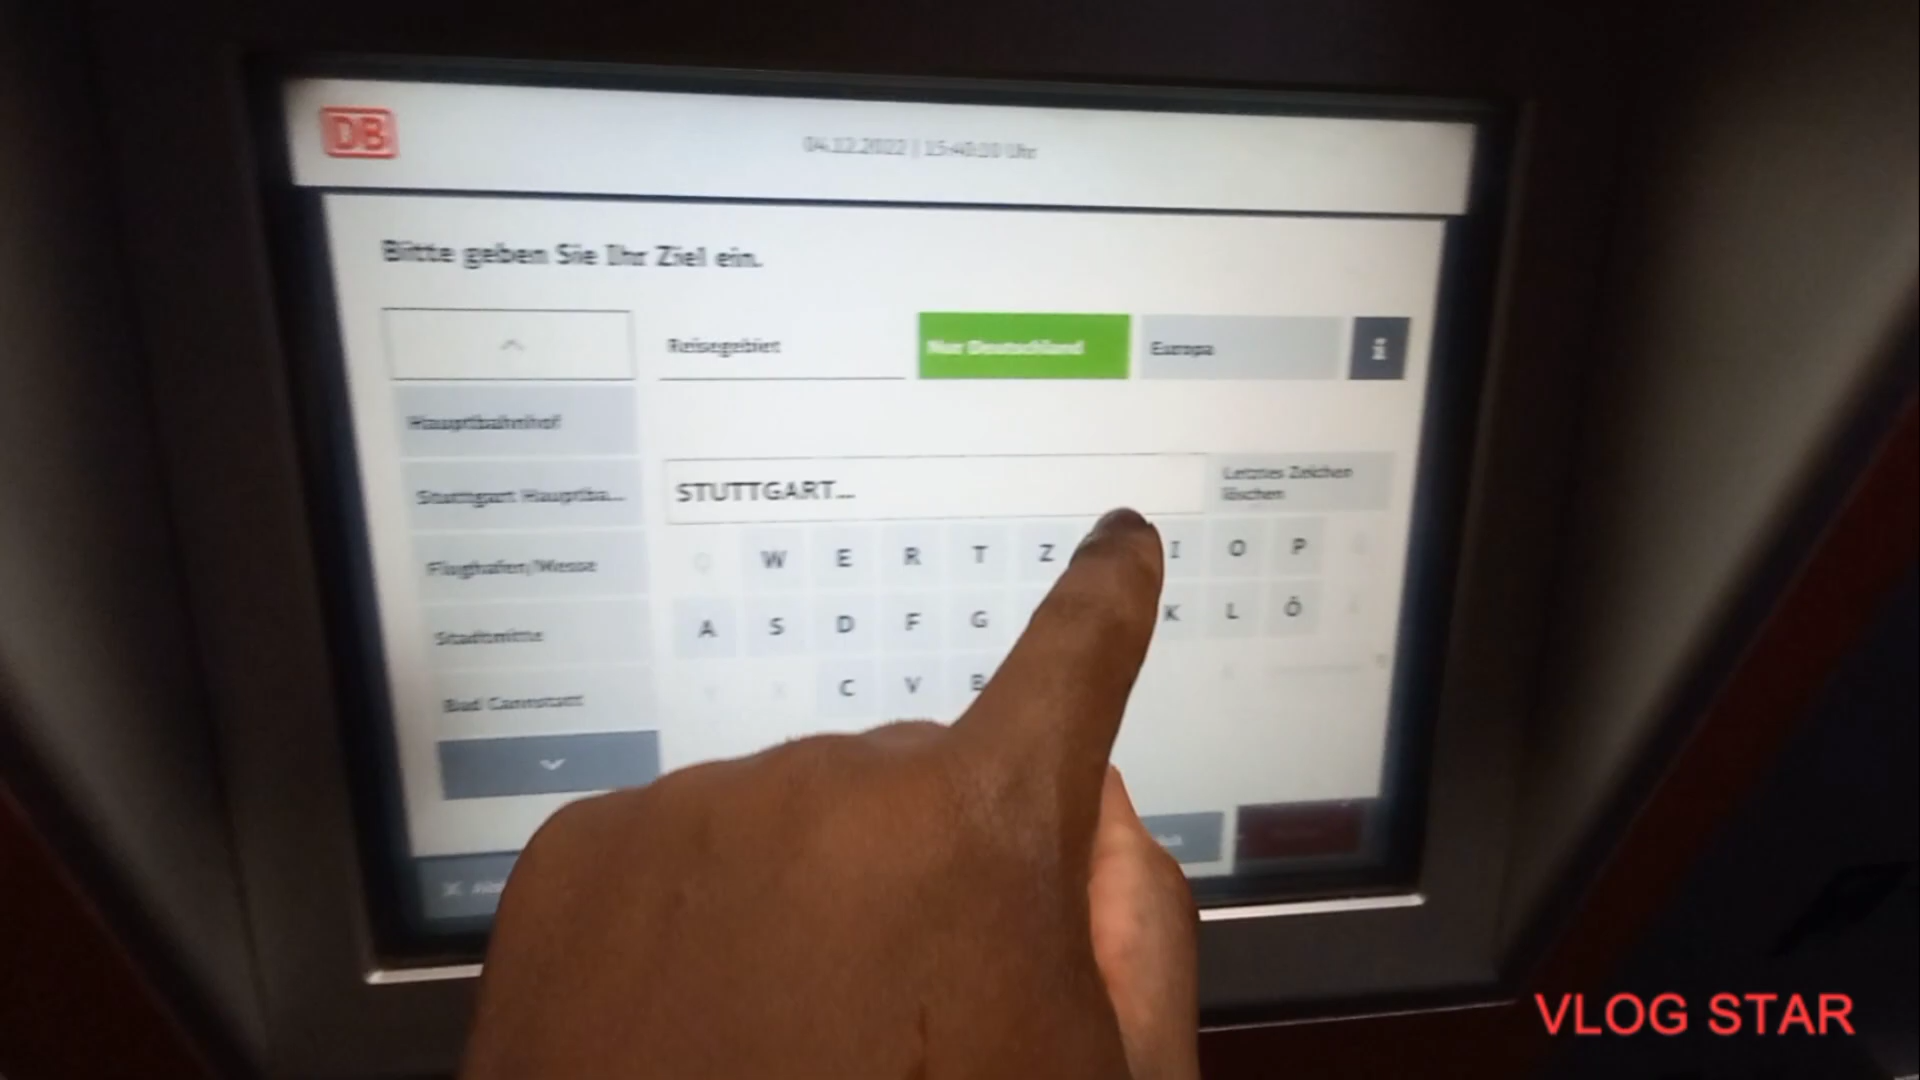 DB
04.12.2022 | 15:40:10 Uhr
Bitte geben Sie Ihr Ziel ein.
Reisegebiet
Nur Deutschland
Europa
i
Hauptbahnhof
Stuttgart Hauptba...
Flughafen/Messe
Stadtmitte
Bad Cannstatt
STUTTGART...
Letztes Zeichen
löschen
Q W E R T Z I O P
A S D F G K L Ö
C V B
VLOG STAR